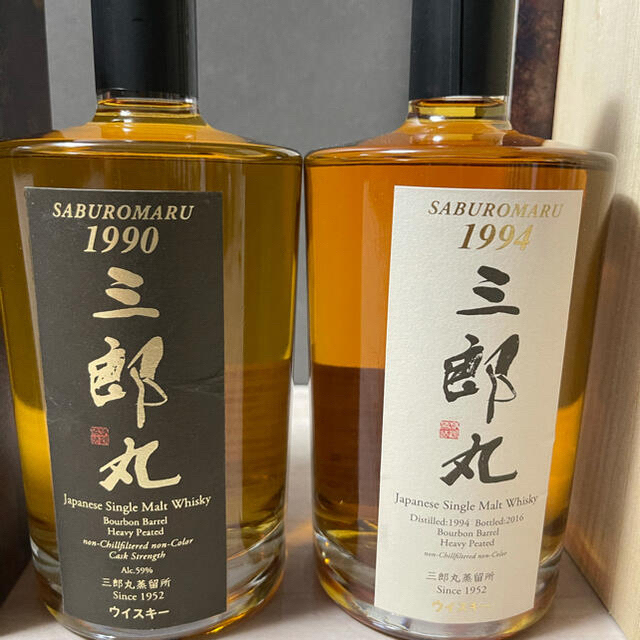 SABUROMARU
1990
三郎丸
Japanese Single Malt Whisky
Bourbon Barrel
Heavy Peated
non-Chillfiltered non-Color
Cask Strength
Alc.59%
三郎丸蒸留所
Since 1952
ウイスキー
SABUROMARU
1994
三郎丸
Japanese Single Malt Whisky
Distilled:1994 Bottled:2016
Bourbon Barrel
Heavy Peated
non-Chillfiltered non-Color
三郎丸蒸留所
Since 1952
ウイスキー